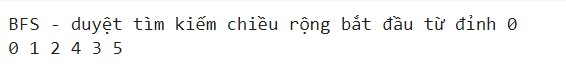 BFS - duyệt tìm kiếm chiều rộng bắt đầu từ đỉnh 0
0 1 2 4 3 5